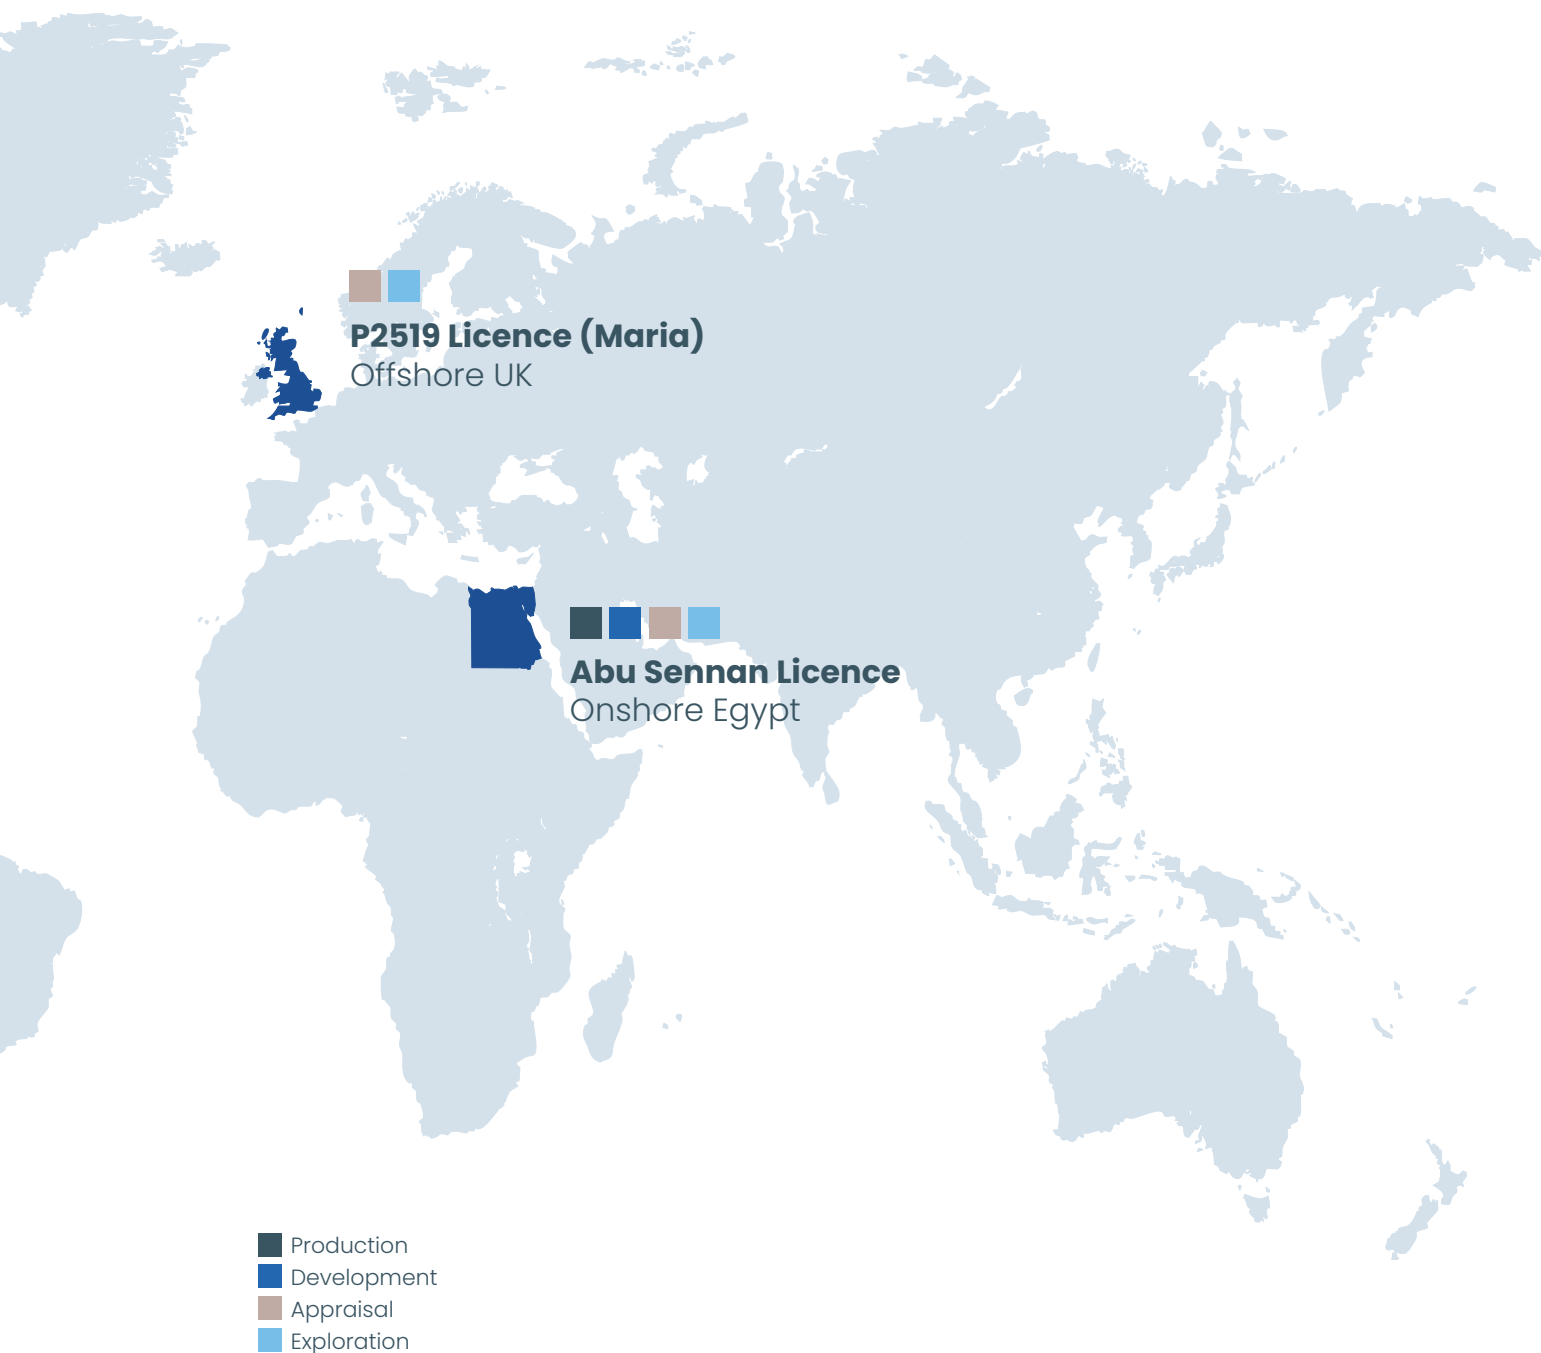 P2519 Licence (Maria)
Offshore UK
Abu Sennan Licence
Onshore Egypt
Production
Development
Appraisal
Exploration